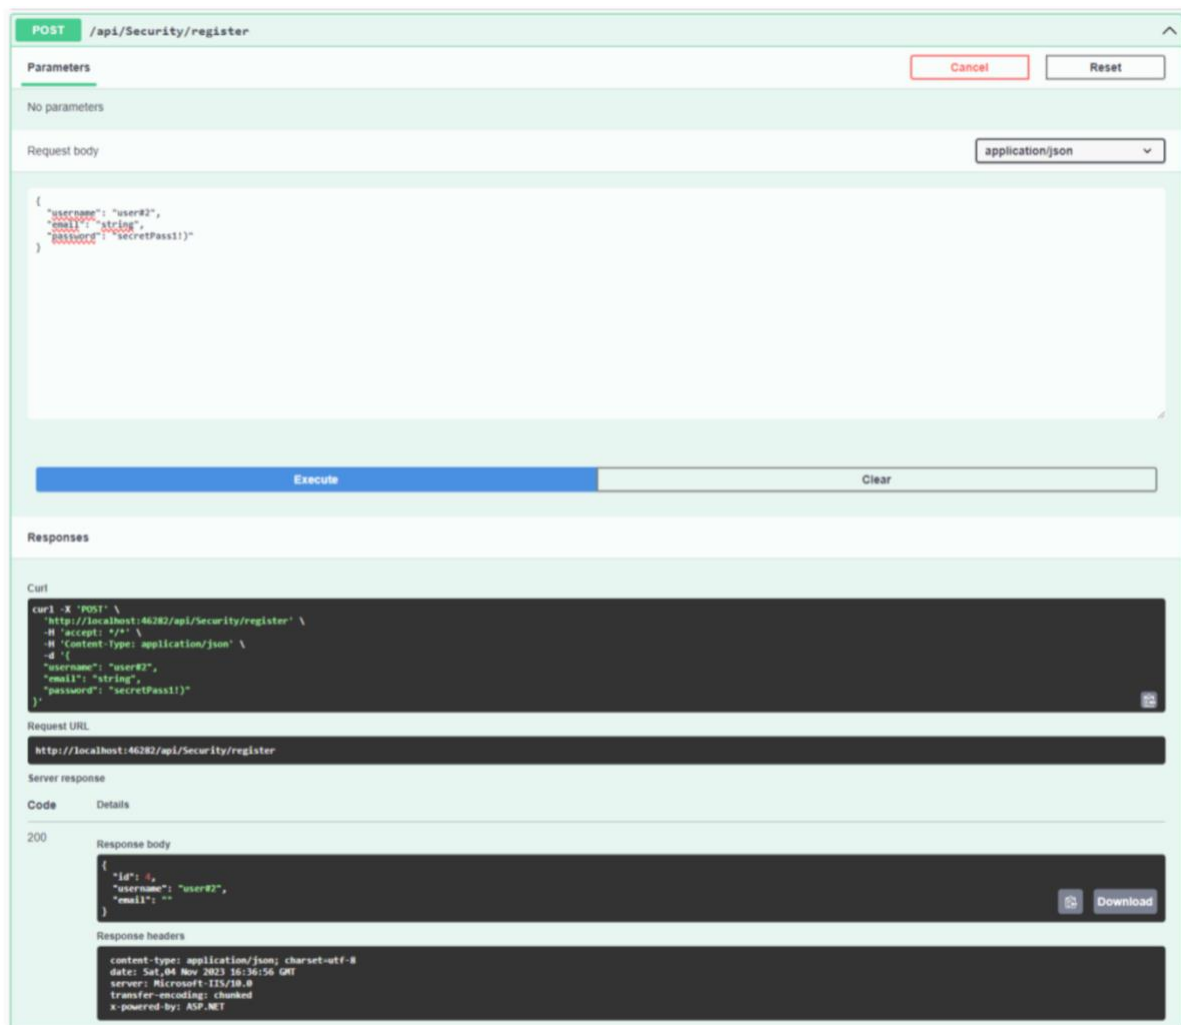 POST /api/Security/register
Parameters
Cancel
Reset
No parameters
Request body
application/json
{
"username": "user#2",
"email": "string",
"password": "secretPass1!)"
}
Execute
Clear
Responses
Curl
curl -X 'POST' \
'http://localhost:46282/api/Security/register' \
-H 'accept: */*' \
-H 'Content-Type: application/json' \
-d '{
"username": "user#2",
"email": "string",
"password": "secretPass1!)"
}'
Request URL
http://localhost:46282/api/Security/register
Server response
Code Details
200
Response body
{
"id": 4,
"username": "user#2",
"email": ""
}
Download
Response headers
content-type: application/json; charset=utf-8
date: Sat,04 Nov 2023 16:36:56 GMT
server: Microsoft-IIS/10.0
transfer-encoding: chunked
x-powered-by: ASP.NET